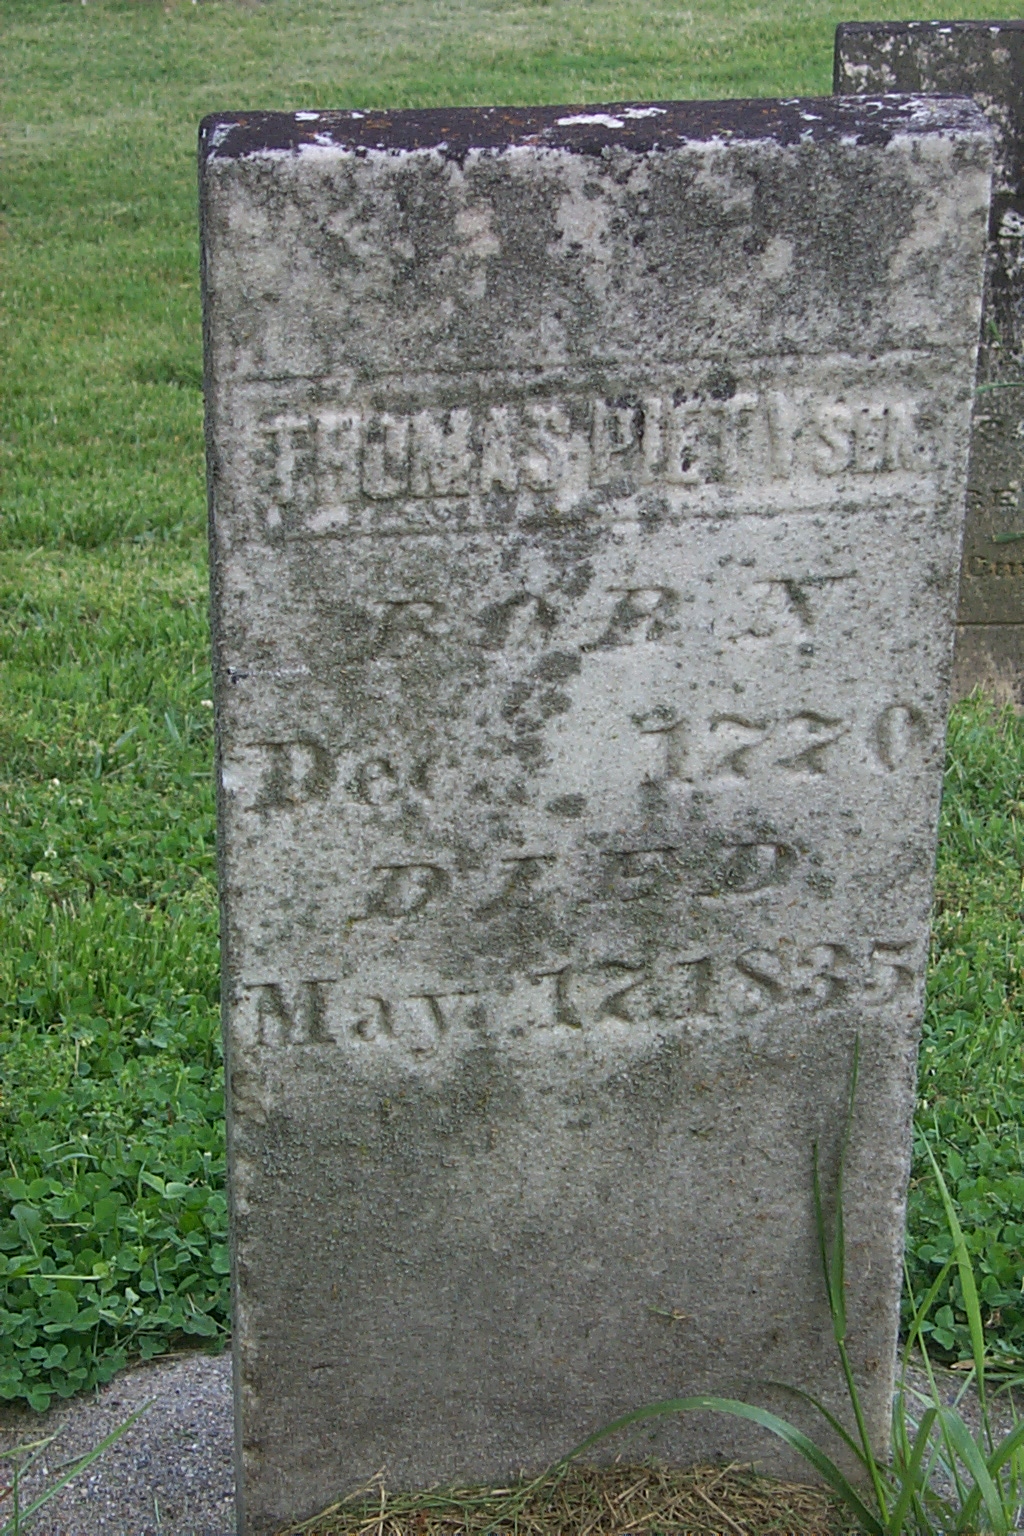 THOMAS PIETY SEN.
BORN
Dec. 1770
DIED
May. 17. 1835